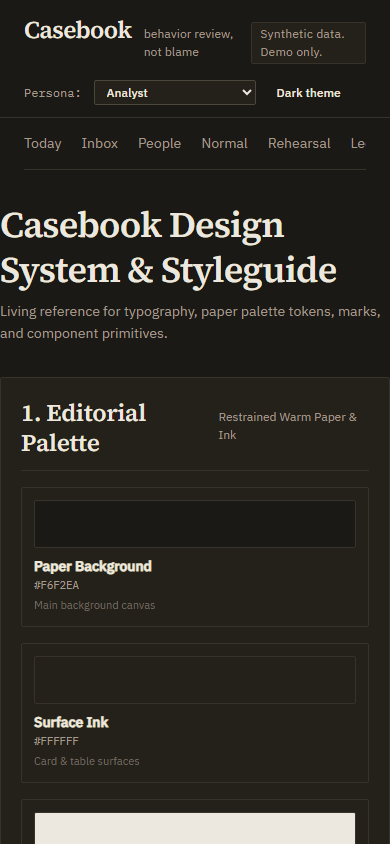 Casebook
behavior review,
not blame
Synthetic data.
Demo only.
Persona:
Analyst
Dark theme
Today
Inbox
People
Normal
Rehearsal
Casebook Design
System & Styleguide
Living reference for typography, paper palette tokens, marks,
and component primitives.
1. Editorial
Palette
Restrained Warm Paper &
Ink
Paper Background
#F6F2EA
Main background canvas
Surface Ink
#FFFFFF
Card & table surfaces